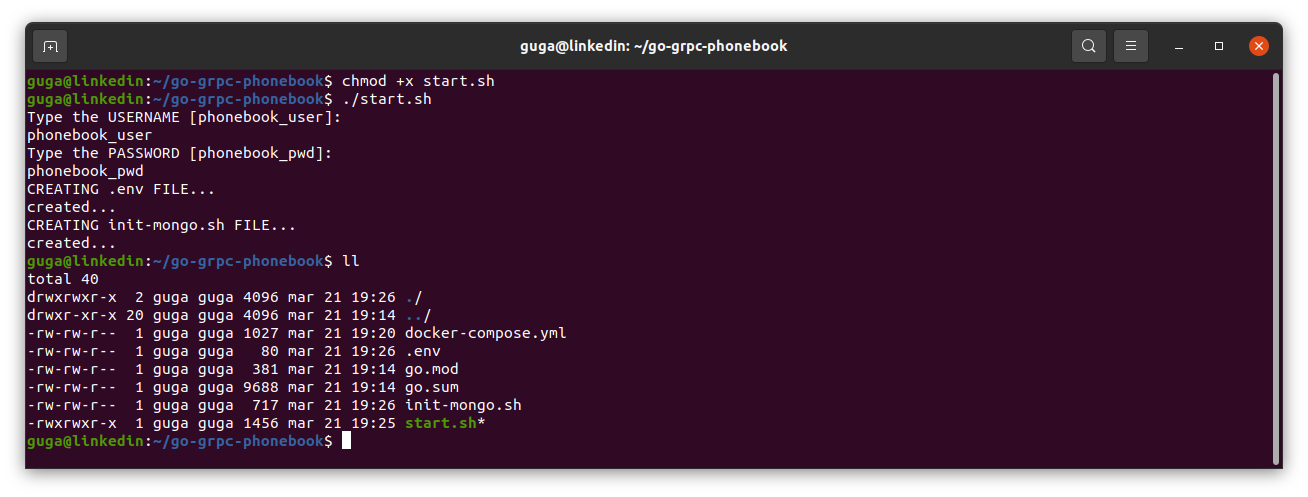 guga@linkedin: ~/go-grpc-phonebook
guga@linkedin:~/go-grpc-phonebook$ chmod +x start.sh
guga@linkedin:~/go-grpc-phonebook$ ./start.sh
Type the USERNAME [phonebook_user]:
phonebook_user
Type the PASSWORD [phonebook_pwd]:
phonebook_pwd
CREATING .env FILE...
created...
CREATING init-mongo.sh FILE...
created...
guga@linkedin:~/go-grpc-phonebook$ ll
total 40
drwxrwxr-x  2 guga guga 4096 mar 21 19:26 ./
drwxr-xr-x 20 guga guga 4096 mar 21 19:14 ../
-rw-rw-r--  1 guga guga 1027 mar 21 19:20 docker-compose.yml
-rw-rw-r--  1 guga guga   80 mar 21 19:26 .env
-rw-rw-r--  1 guga guga  381 mar 21 19:14 go.mod
-rw-rw-r--  1 guga guga 9688 mar 21 19:14 go.sum
-rw-rw-r--  1 guga guga  717 mar 21 19:26 init-mongo.sh
-rwxrwxr-x  1 guga guga 1456 mar 21 19:25 start.sh*
guga@linkedin:~/go-grpc-phonebook$